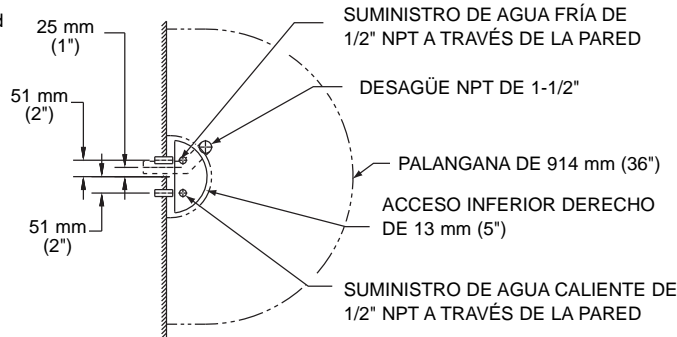 d
25 mm
(1")
51 mm
(2")
51 mm
(2")
SUMINISTRO DE AGUA FRÍA DE
1/2" NPT A TRAVÉS DE LA PARED
DESAGÜE NPT DE 1-1/2"
PALANGANA DE 914 mm (36")
ACCESO INFERIOR DERECHO
DE 13 mm (5")
SUMINISTRO DE AGUA CALIENTE DE
1/2" NPT A TRAVÉS DE LA PARED